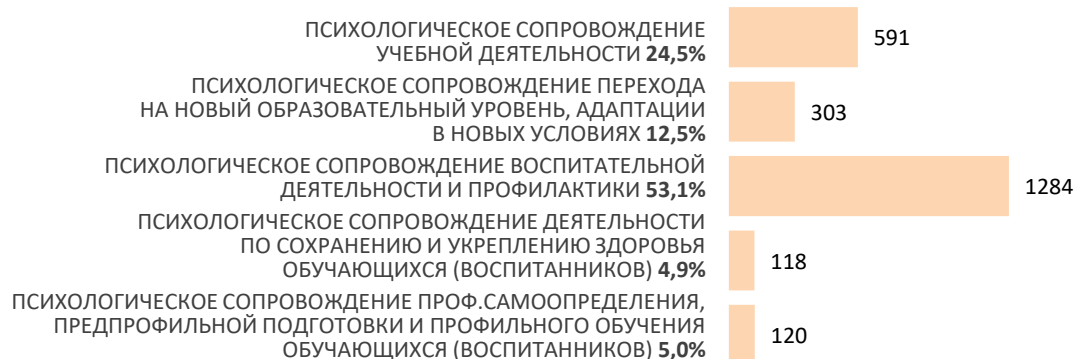 ПСИХОЛОГИЧЕСКОЕ СОПРОВОЖДЕНИЕ
УЧЕБНОЙ ДЕЯТЕЛЬНОСТИ 24,5%
591
ПСИХОЛОГИЧЕСКОЕ СОПРОВОЖДЕНИЕ ПЕРЕХОДА
НА НОВЫЙ ОБРАЗОВАТЕЛЬНЫЙ УРОВЕНЬ, АДАПТАЦИИ
В НОВЫХ УСЛОВИЯХ 12,5%
303
ПСИХОЛОГИЧЕСКОЕ СОПРОВОЖДЕНИЕ ВОСПИТАТЕЛЬНОЙ
ДЕЯТЕЛЬНОСТИ И ПРОФИЛАКТИКИ 53,1%
1284
ПСИХОЛОГИЧЕСКОЕ СОПРОВОЖДЕНИЕ ДЕЯТЕЛЬНОСТИ
ПО СОХРАНЕНИЮ И УКРЕПЛЕНИЮ ЗДОРОВЬЯ
ОБУЧАЮЩИХСЯ (ВОСПИТАННИКОВ) 4,9%
118
ПСИХОЛОГИЧЕСКОЕ СОПРОВОЖДЕНИЕ ПРОФ.САМООПРЕДЕЛЕНИЯ,
ПРЕДПРОФИЛЬНОЙ ПОДГОТОВКИ И ПРОФИЛЬНОГО ОБУЧЕНИЯ
ОБУЧАЮЩИХСЯ (ВОСПИТАННИКОВ) 5,0%
120